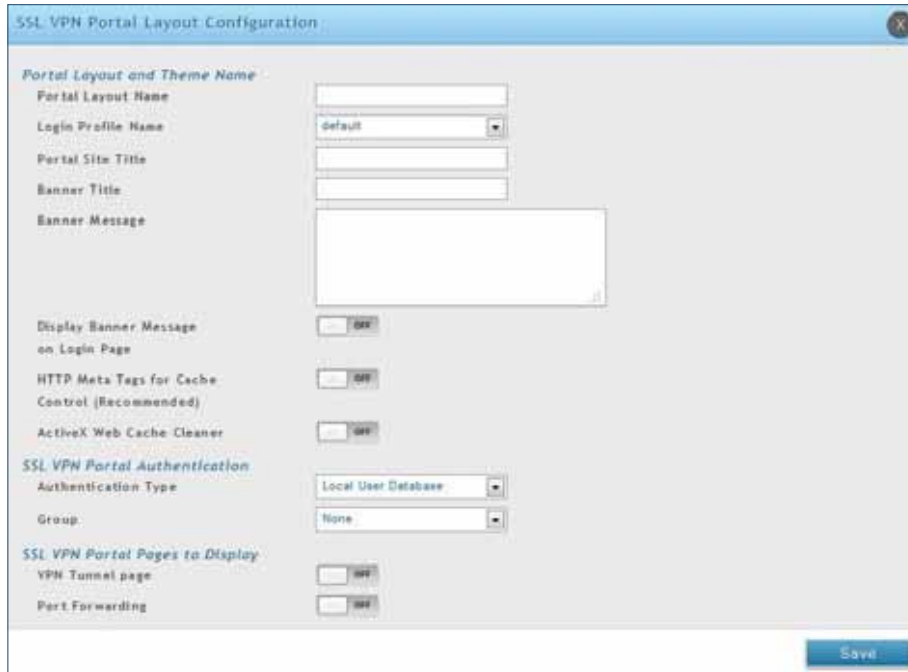 SSL VPN Portal Layout Configuration
X
Portal Layout and Theme Name
Portal Layout Name
Login Profile Name
default
Portal Site Title
Banner Title
Banner Message
Display Banner Message
on Login Page
OFF
HTTP Meta Tags for Cache
Control (Recommended)
OFF
ActiveX Web Cache Cleaner
OFF
SSL VPN Portal Authentication
Authentication Type
Local User Database
Group
None
SSL VPN Portal Pages to Display
VPN Tunnel page
OFF
Port Forwarding
OFF
Save